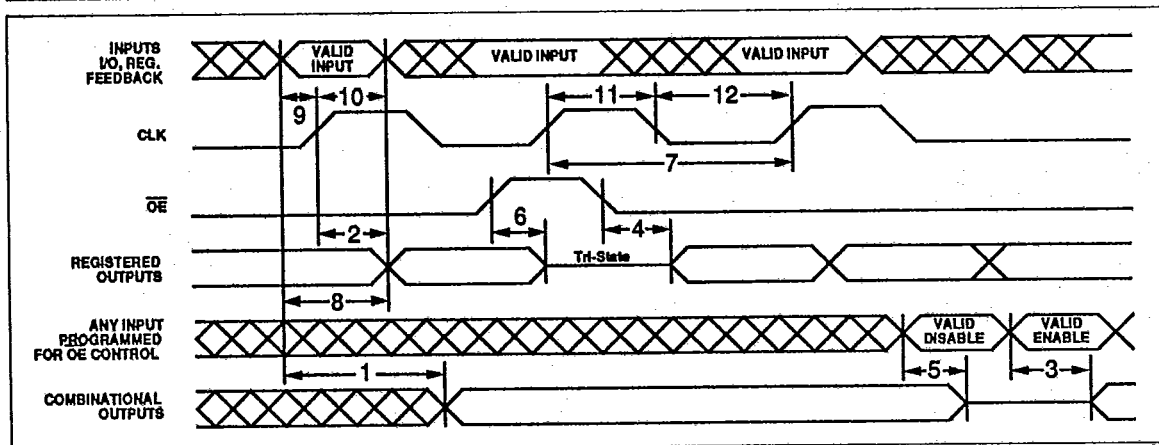 INPUTS
I/O, REG.
FEEDBACK
VALID
INPUT
VALID INPUT
VALID INPUT
9
10
11
12
CLK
7
OE
6
4
2
REGISTERED
OUTPUTS
Tri-State
8
ANY INPUT
PROGRAMMED
FOR OE CONTROL
VALID
DISABLE
VALID
ENABLE
1
5
3
COMBINATIONAL
OUTPUTS